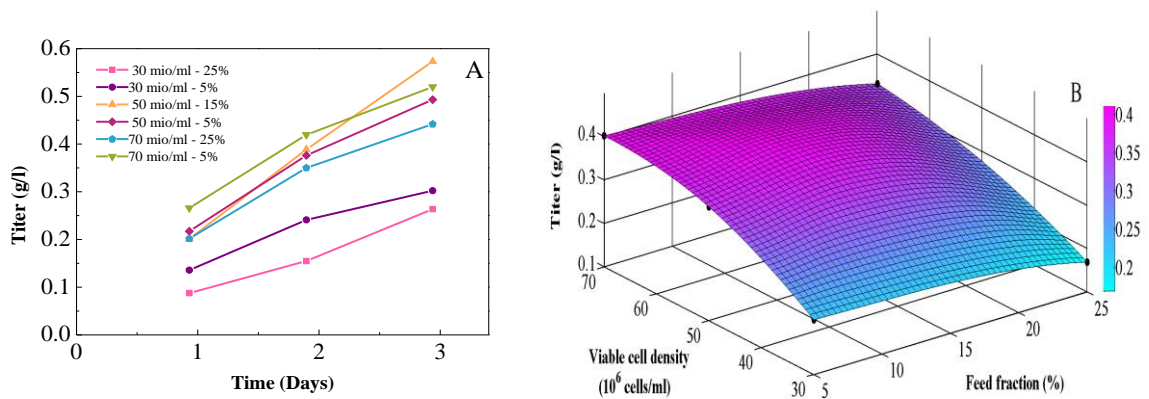 A
30 mio/ml - 25%
30 mio/ml - 5%
50 mio/ml - 15%
50 mio/ml - 5%
70 mio/ml - 25%
70 mio/ml - 5%
0.6
0.5
0.4
0.3
0.2
0.1
0.0
Titer (g/l)
0
1
2
3
Time (Days)
B
Titer (g/l)
0.4
0.3
0.2
0.1
70
60
50
40
30
Viable cell density
(10⁶ cells/ml)
5
10
15
20
25
Feed fraction (%)
0.4
0.35
0.3
0.25
0.2